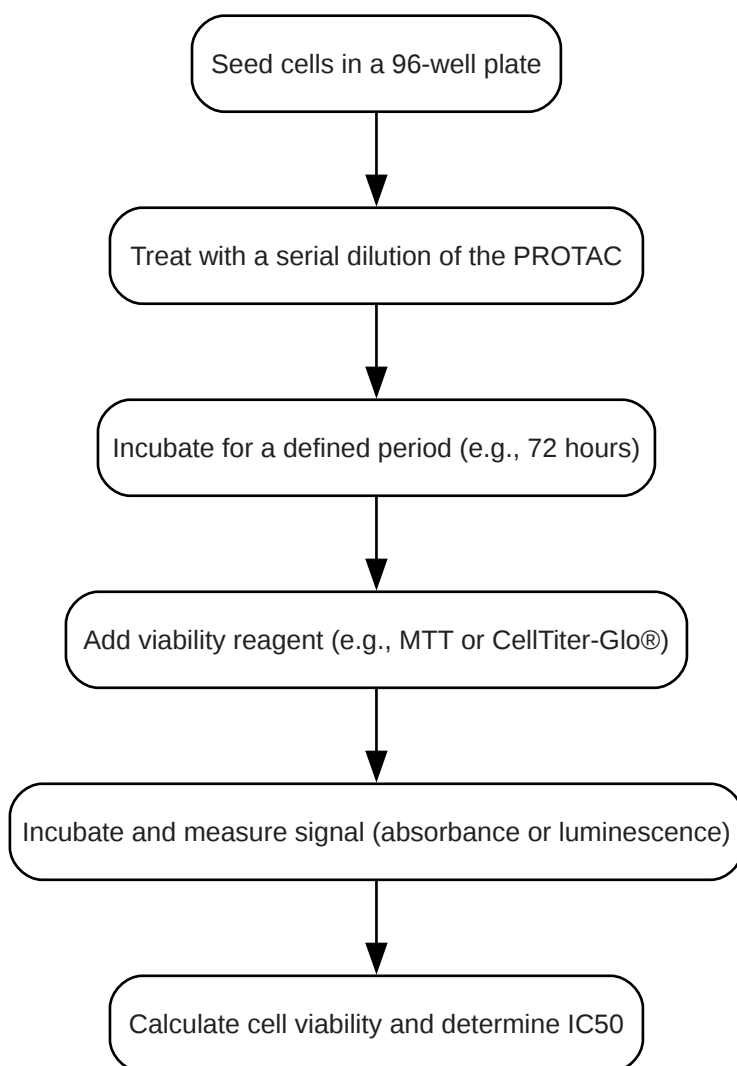 Seed cells in a 96-well plate
Treat with a serial dilution of the PROTAC
Incubate for a defined period (e.g., 72 hours)
Add viability reagent (e.g., MTT or CellTiter-Glo®)
Incubate and measure signal (absorbance or luminescence)
Calculate cell viability and determine IC50